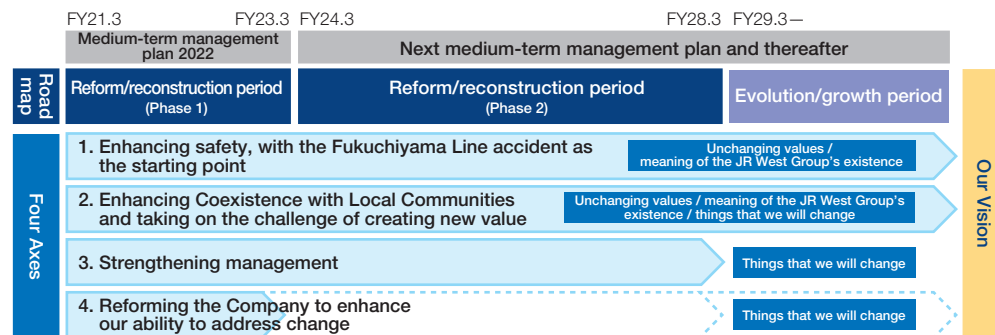 FY21.3
FY23.3
FY24.3
FY28.3
FY29.3—
Medium-term management
plan 2022
Next medium-term management plan and thereafter
Road
map
Reform/reconstruction period
(Phase 1)
Reform/reconstruction period
(Phase 2)
Evolution/growth period
Four Axes
1. Enhancing safety, with the Fukuchiyama Line accident as
the starting point
Unchanging values /
meaning of the JR West Group's existence
2. Enhancing Coexistence with Local Communities
and taking on the challenge of creating new value
Unchanging values / meaning of the JR West Group's
existence / things that we will change
3. Strengthening management
Things that we will change
4. Reforming the Company to enhance
our ability to address change
Things that we will change
Our Vision